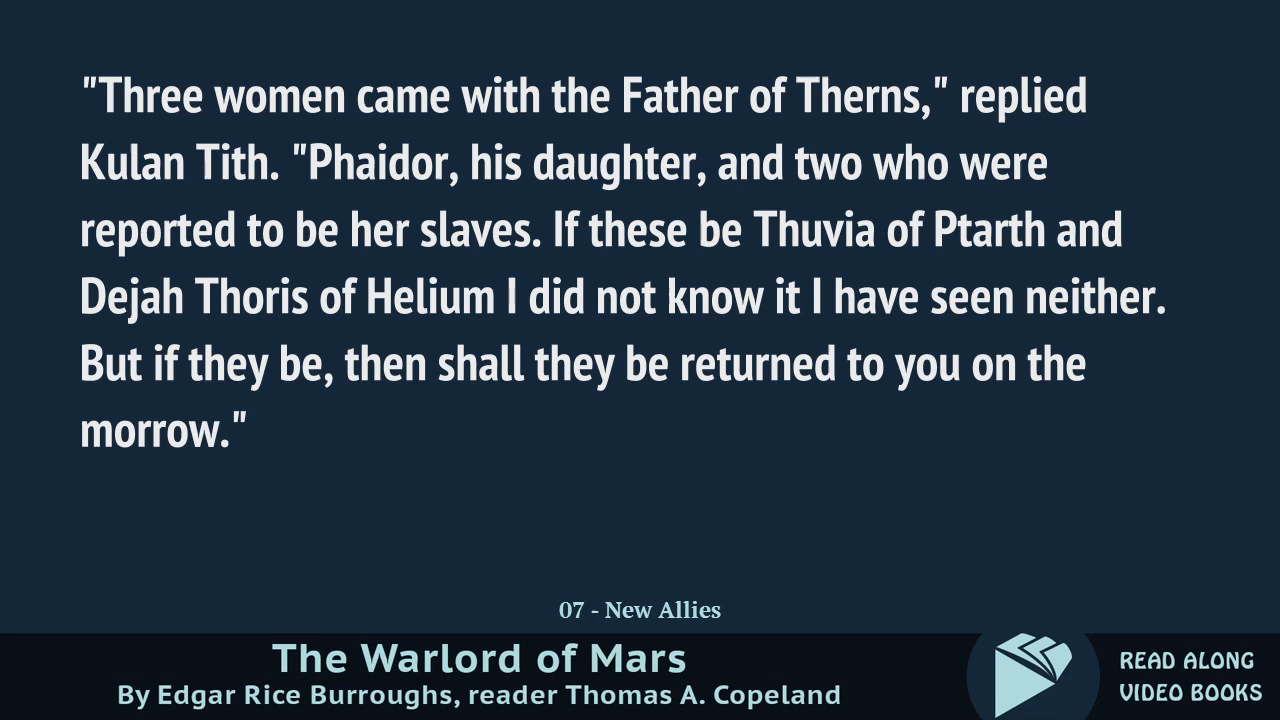 "Three women came with the Father of Therns," replied
Kulan Tith. "Phaidor, his daughter, and two who were
reported to be her slaves. If these be Thuvia of Ptarth and
Dejah Thoris of Helium I did not know it I have seen neither.
But if they be, then shall they be returned to you on the
morrow."
07 - New Allies
The Warlord of Mars
By Edgar Rice Burroughs, reader Thomas A. Copeland
READ ALONG
VIDEO BOOKS